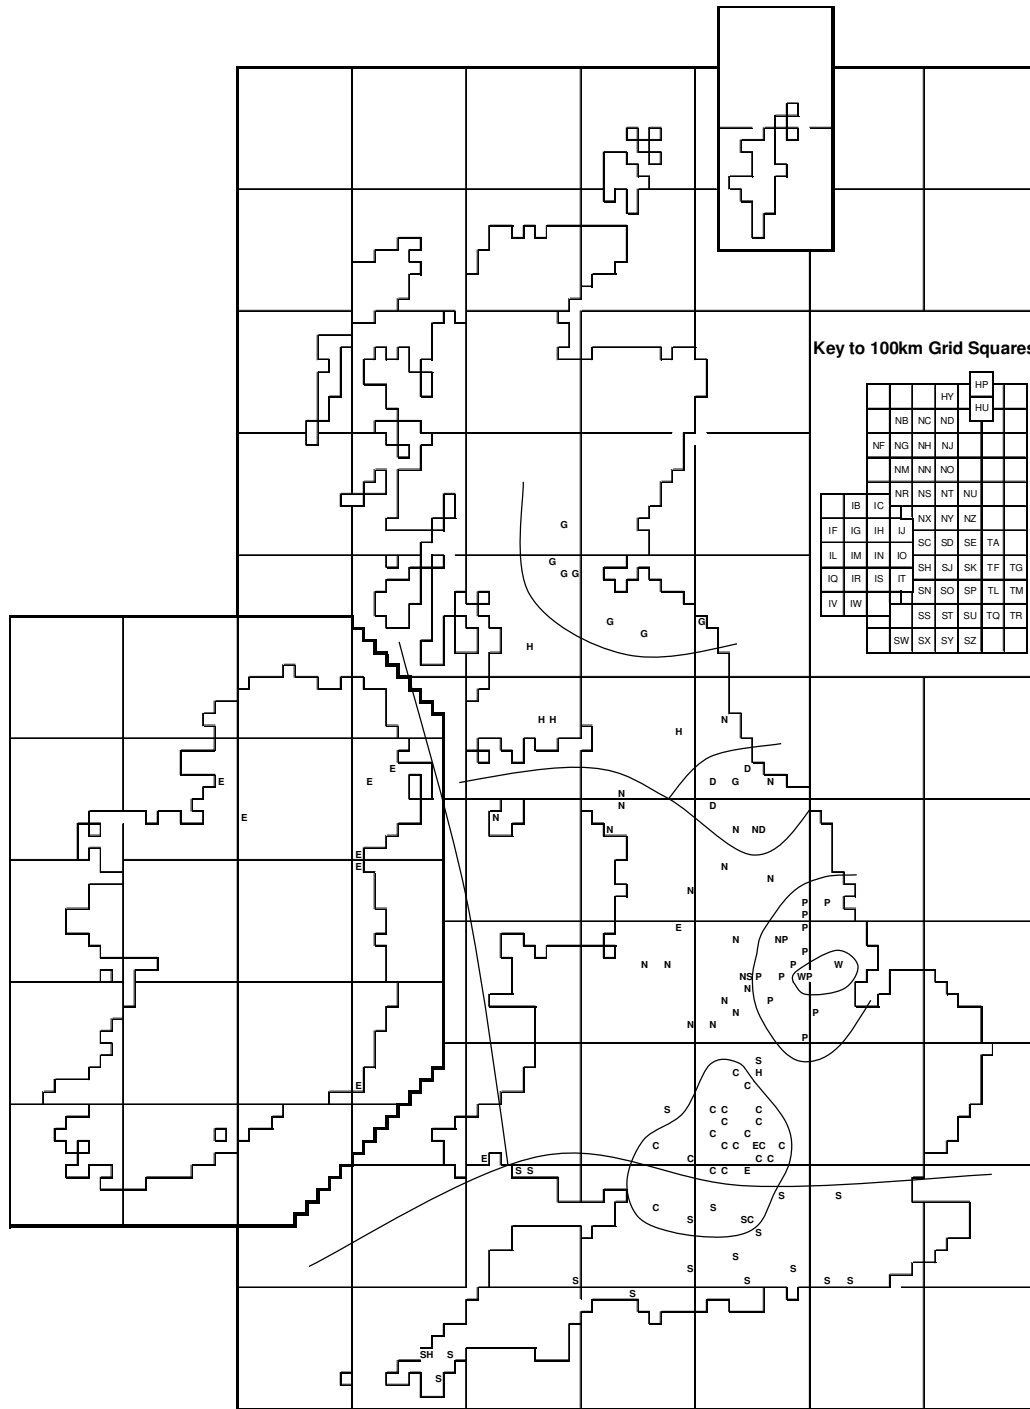 Key to 100km Grid Squares
HP
HY HU
NB NC ND
NF NG NH NJ
NM NN NO
NR NS NT NU
IB IC
NX NY NZ
IF IG IH IJ
SC SD SE TA
IL IM IN IO
SH SJ SK TF TG
IQ IR IS IT
SN SO SP TL TM
IV IW
SS ST SU TQ TR
SW SX SY SZ
G
G
G G
G G G
H
H H N
H
E D
E E D G N
N
N D
E N
N N ND
E
E N
N
N
P P
P
E P
N NP
P
N N P W
NS P P WP
N
N P
N P
N N
P
S
C H
E C
S C C C
C C
C C
C C C EC C
E C C C
S S C C E
S S
C S
S SC
S
S
S S
S S S S
S
SH S
S